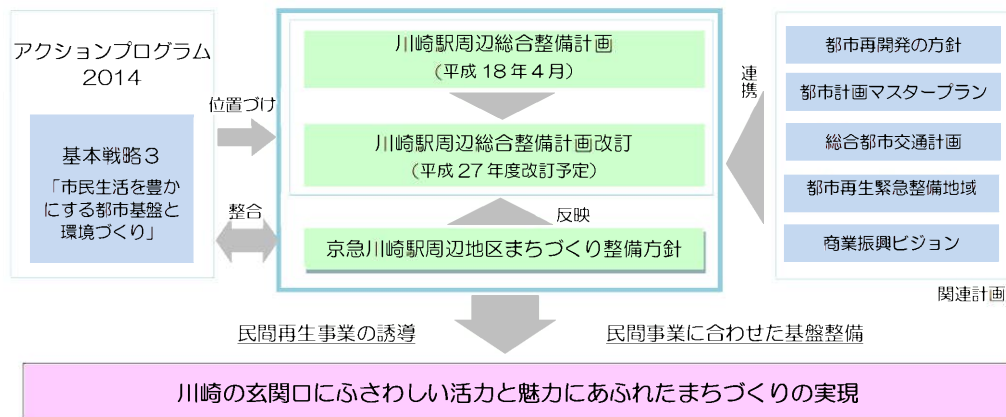 アクションプログラム
2014
基本戦略3
「市民生活を豊か
にする都市基盤と
環境づくり」
位置づけ
整合
川崎駅周辺総合整備計画
(平成18年4月)
川崎駅周辺総合整備計画改訂
(平成27年度改訂予定)
反映
京急川崎駅周辺地区まちづくり整備方針
連携
都市再開発の方針
都市計画マスタープラン
総合都市交通計画
都市再生緊急整備地域
商業振興ビジョン
関連計画
民間再生事業の誘導
民間事業に合わせた基盤整備
川崎の玄関口にふさわしい活力と魅力にあふれたまちづくりの実現